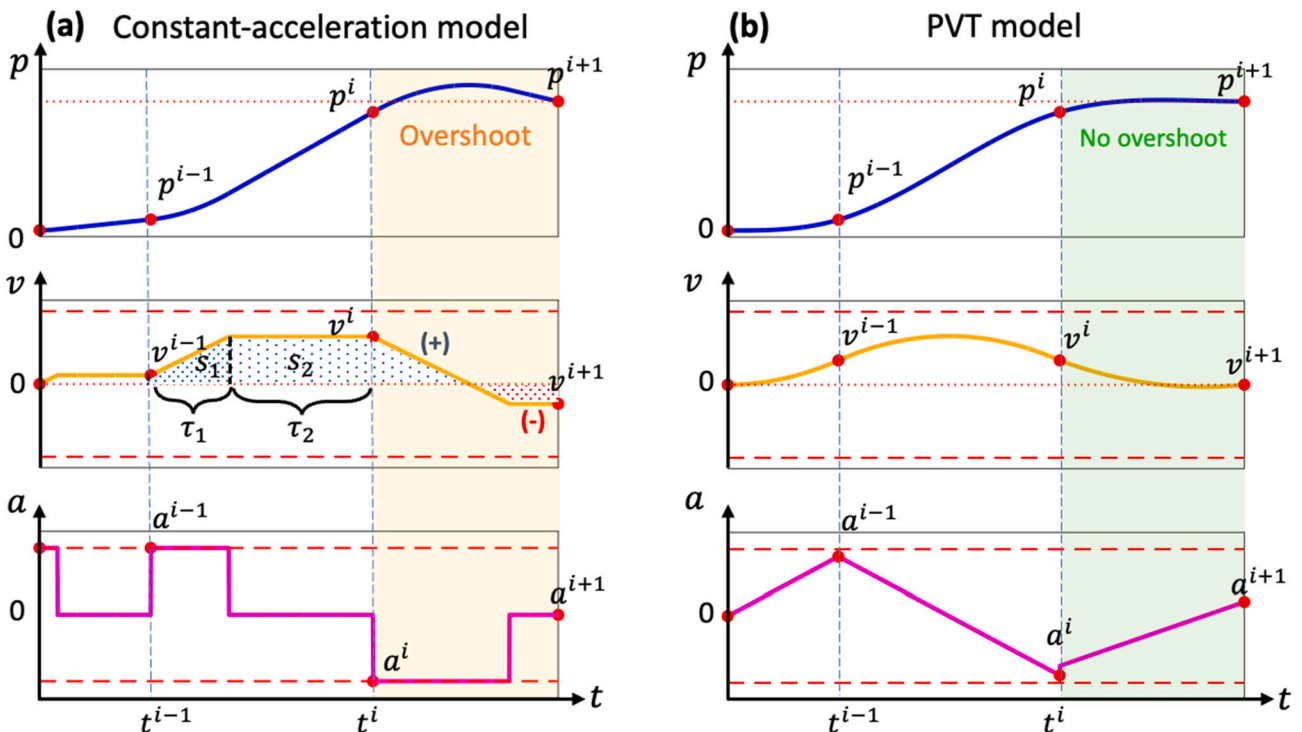 (a) Constant-acceleration model
p
p^{i+1}
p^i
Overshoot
p^{i-1}
0
v
v^{i-1}
v^i
(+)
s_1
s_2
0
v^{i+1}
τ_1
τ_2
(-)
a
a^{i-1}
0
a^{i+1}
a^i
t^{i-1}
t^i
t
(b) PVT model
p
p^{i+1}
p^i
No overshoot
p^{i-1}
0
v
v^{i-1}
v^i
0
v^{i+1}
a
a^{i-1}
0
a^{i+1}
a^i
t^{i-1}
t^i
t